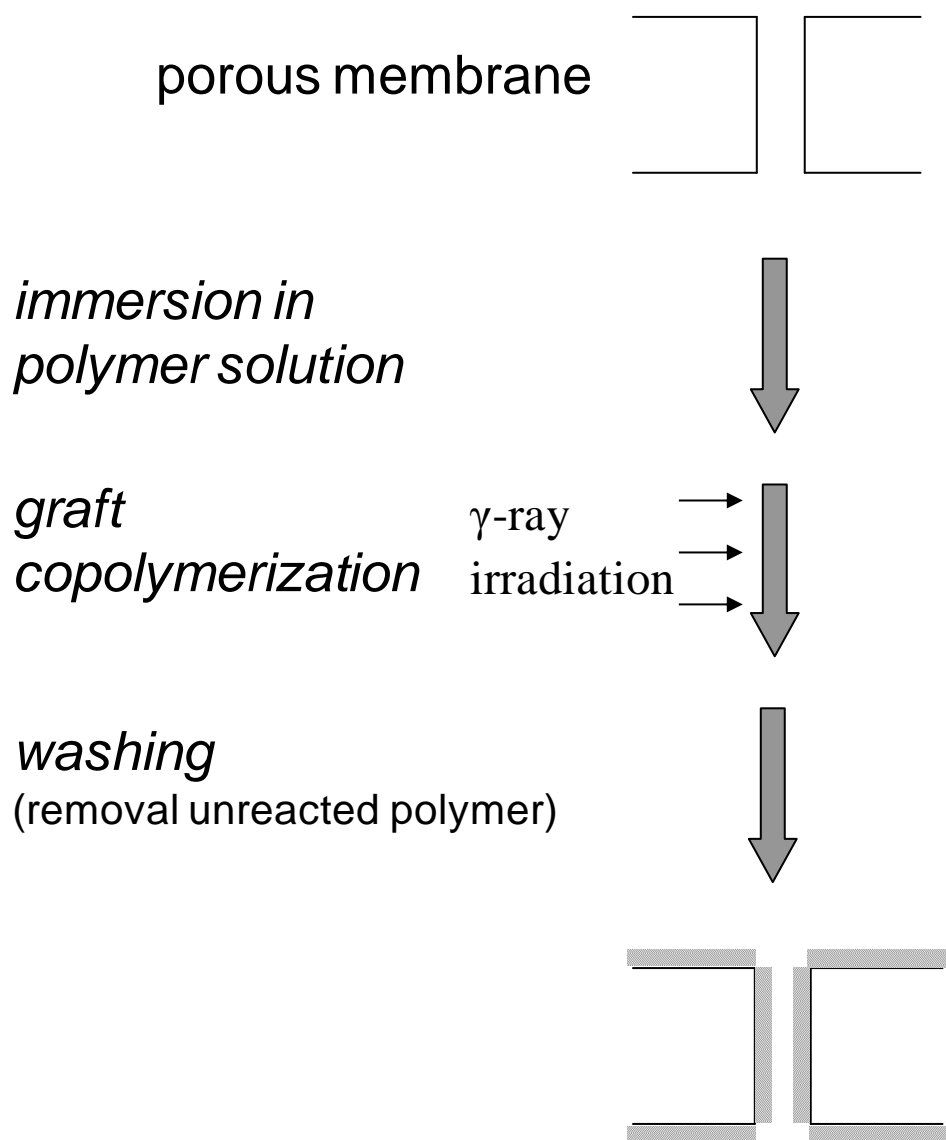 porous membrane
immersion in
polymer solution
graft
copolymerization
γ-ray
irradiation
washing
(removal unreacted polymer)